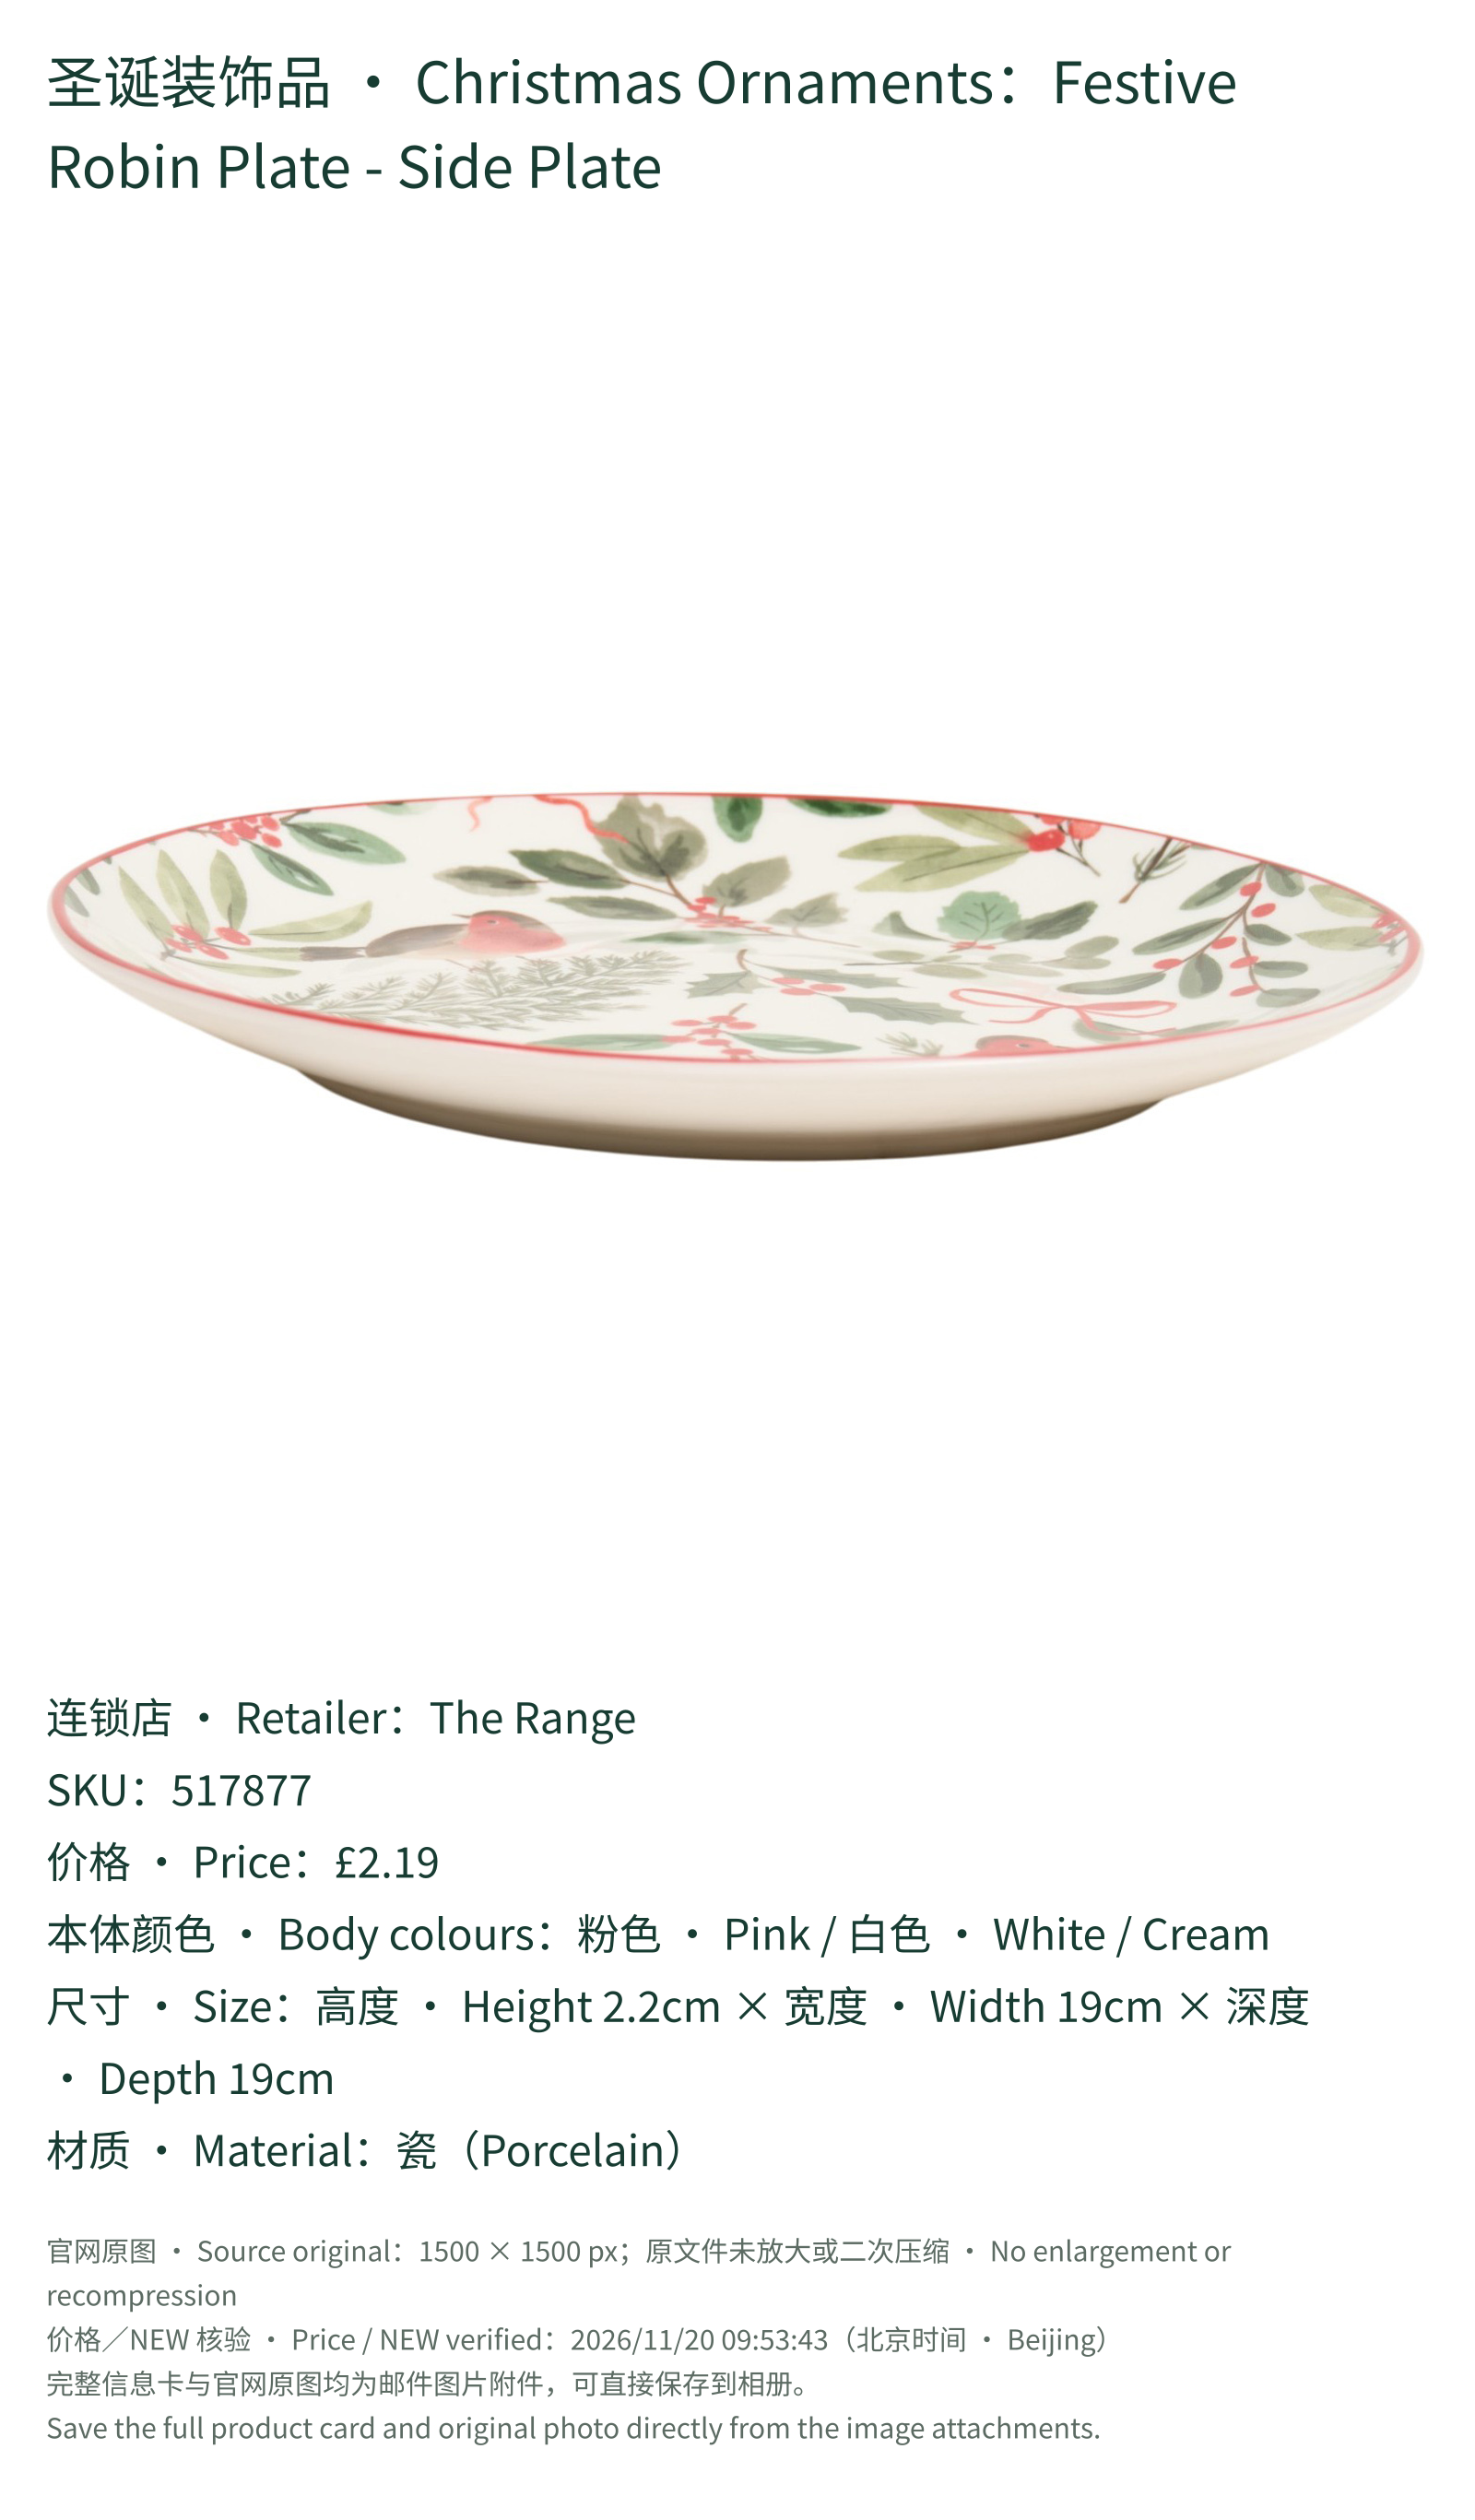 圣诞装饰品 · Christmas Ornaments：Festive
Robin Plate - Side Plate
连锁店 · Retailer：The Range
SKU：517877
价格 · Price：£2.19
本体颜色 · Body colours：粉色 · Pink / 白色 · White / Cream
尺寸 · Size：高度 · Height 2.2cm × 宽度 · Width 19cm × 深度
· Depth 19cm
材质 · Material：瓷（Porcelain）
官网原图 · Source original：1500 × 1500 px；原文件未放大或二次压缩 · No enlargement or
recompression
价格／NEW 核验 · Price / NEW verified：2026/11/20 09:53:43（北京时间 · Beijing）
完整信息卡与官网原图均为邮件图片附件，可直接保存到相册。
Save the full product card and original photo directly from the image attachments.